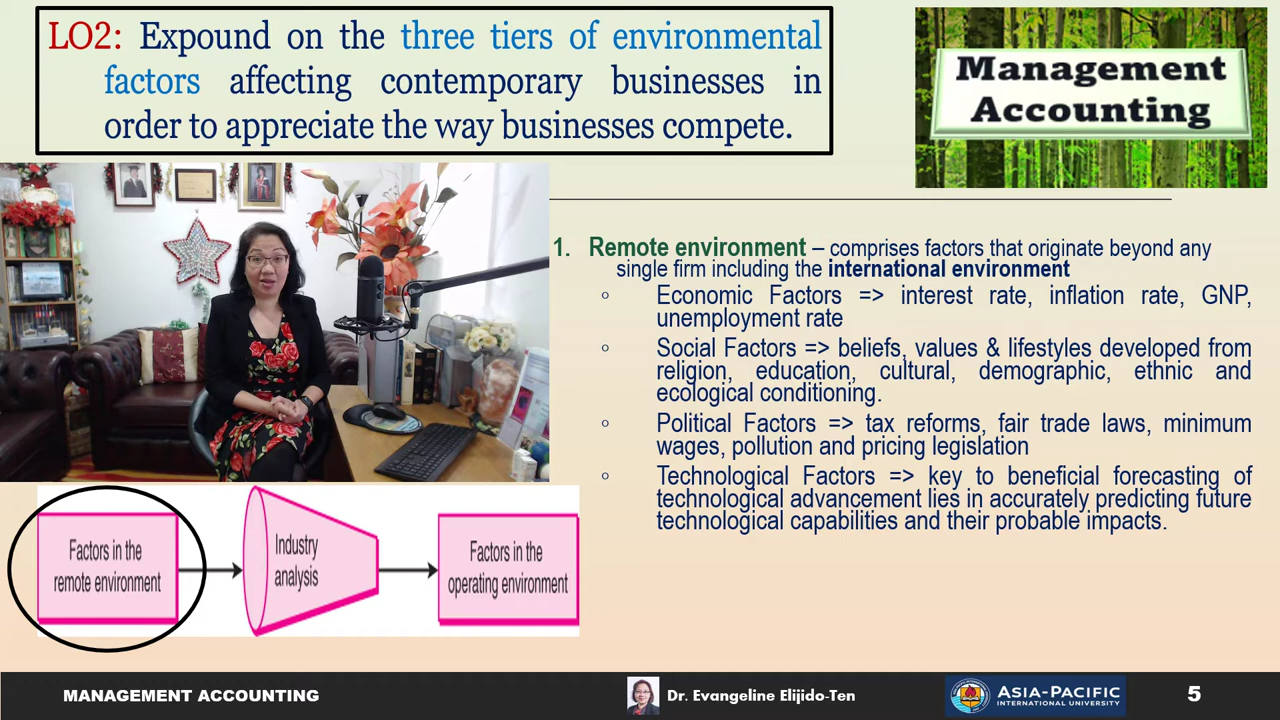 LO2: Expound on the three tiers of environmental
factors affecting contemporary businesses in
order to appreciate the way businesses compete.
Management
Accounting
1. Remote environment – comprises factors that originate beyond any
single firm including the international environment
Economic Factors => interest rate, inflation rate, GNP,
unemployment rate
Social Factors => beliefs, values & lifestyles developed from
religion, education, cultural, demographic, ethnic and
ecological conditioning.
Political Factors => tax reforms, fair trade laws, minimum
wages, pollution and pricing legislation
Technological Factors => key to beneficial forecasting of
technological advancement lies in accurately predicting future
technological capabilities and their probable impacts.
Factors in the
remote environment
Industry
analysis
Factors in the
operating environment
MANAGEMENT ACCOUNTING
Dr. Evangeline Elijido-Ten
ASIA-PACIFIC
INTERNATIONAL UNIVERSITY
5